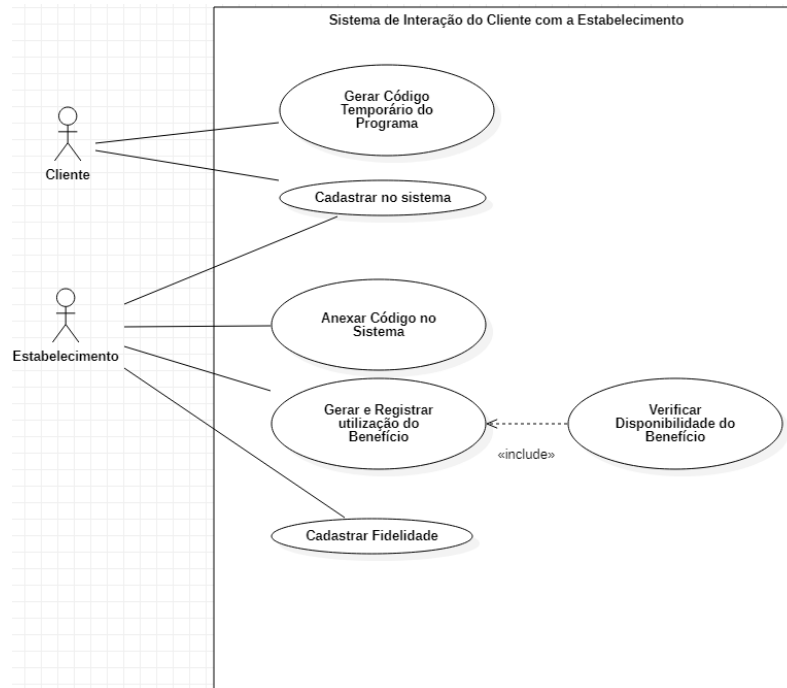 Sistema de Interação do Cliente com a Estabelecimento
Gerar Código
Temporário do
Programa
Cliente
Cadastrar no sistema
Anexar Código no
Sistema
Estabelecimento
Gerar e Registrar
utilização do
Benefício
«include»
Verificar
Disponibilidade do
Benefício
Cadastrar Fidelidade